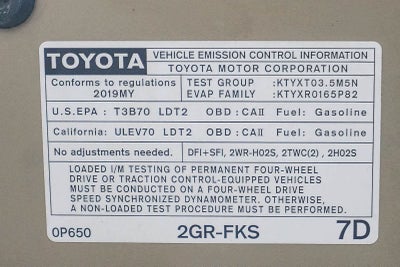 TOYOTA VEHICLE EMISSION CONTROL INFORMATION
TOYOTA MOTOR CORPORATION
Conforms to regulations TEST GROUP :KTYXT03.5M5N
2019MY EVAP FAMILY :KTYXR0165P82
U.S.EPA : T3B70 LDT2 OBD :CAII Fuel: Gasoline
California: ULEV70 LDT2 OBD :CAII Fuel: Gasoline
No adjustments needed. DFI+SFI, 2WR-HO2S, 2TWC(2) , 2HO2S
LOADED I/M TESTING OF PERMANENT FOUR-WHEEL
DRIVE OR TRACTION CONTROL-EQUIPPED VEHICLES
MUST BE CONDUCTED ON A FOUR-WHEEL DRIVE
SPEED SYNCHRONIZED DYNAMOMETER. OTHERWISE,
A NON-LOADED TEST PROCEDURE MUST BE PERFORMED.
0P650 2GR-FKS 7D